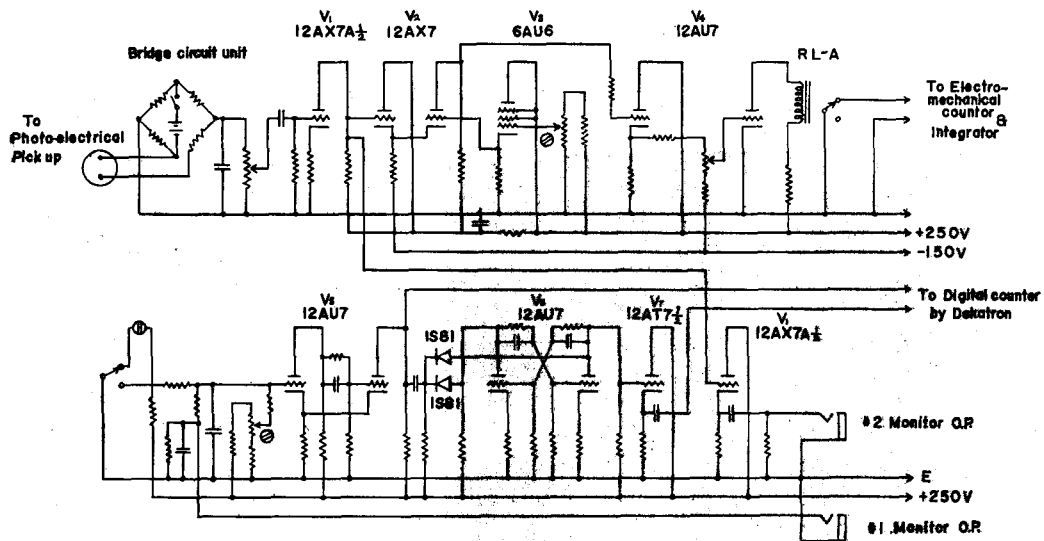 V1
12AX7A½
V2
12AX7
V3
6AU6
V4
12AU7
RL-A
Bridge circuit unit
To
Photo-electrical
Pick up
To Electro-
mechanical
countor
&
Integrator
+250V
-150V
To Digital counter
by Dekatron
V5
12AU7
V6
12AU7
V7
12AT7½
V1
12AX7A½
1S81
1S81
#2 Monitor O.P.
E
+250V
#1. Monitor O.P.